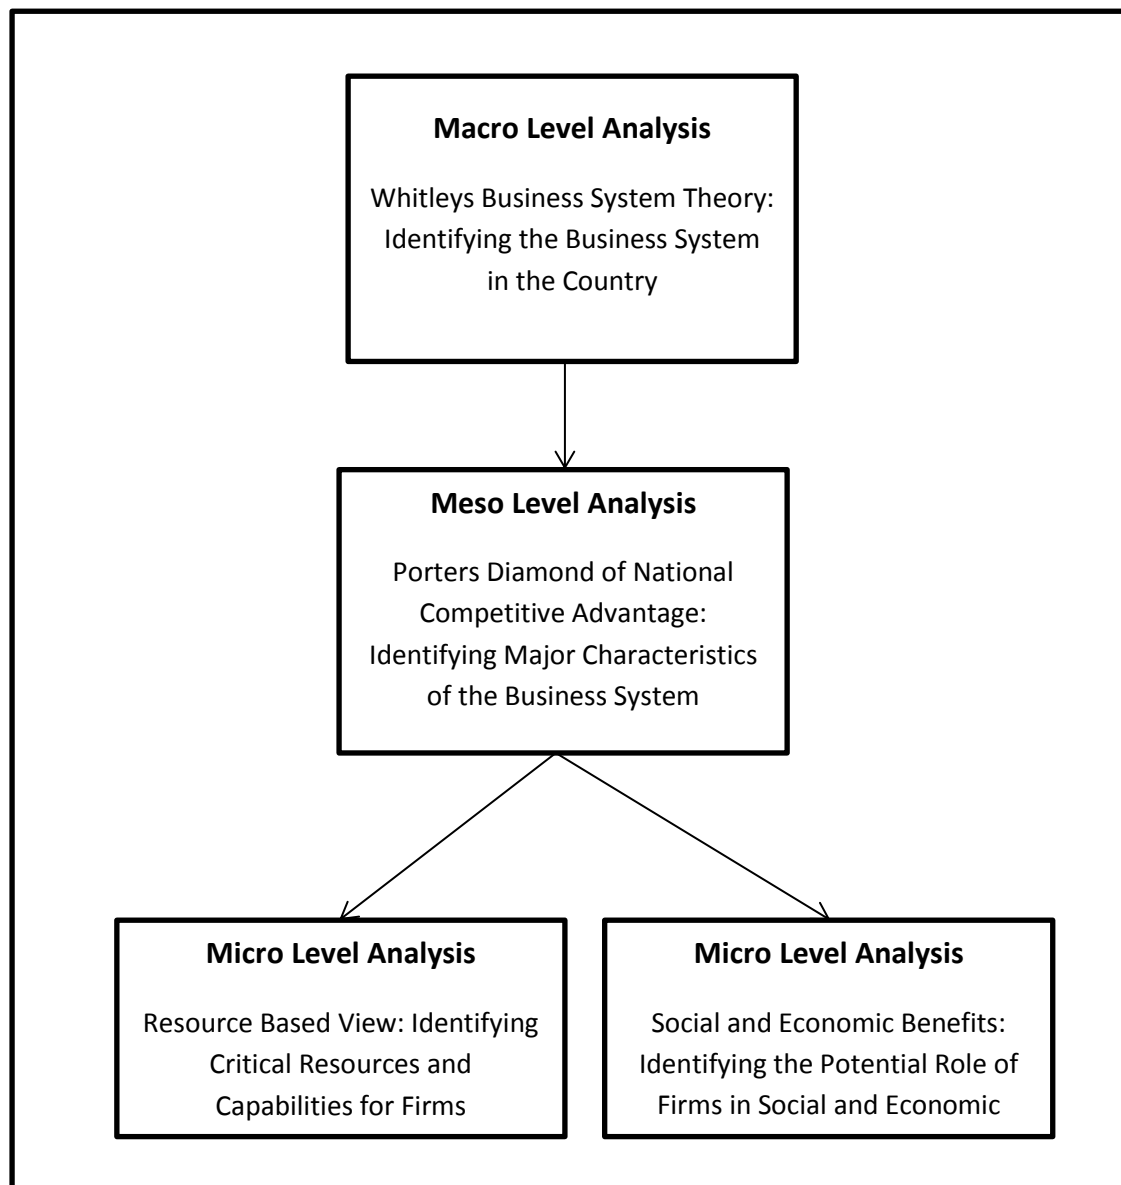 Macro Level Analysis
Whitleys Business System Theory:
Identifying the Business System
in the Country
Meso Level Analysis
Porters Diamond of National
Competitive Advantage:
Identifying Major Characteristics
of the Business System
Micro Level Analysis
Resource Based View: Identifying
Critical Resources and
Capabilities for Firms
Micro Level Analysis
Social and Economic Benefits:
Identifying the Potential Role of
Firms in Social and Economic